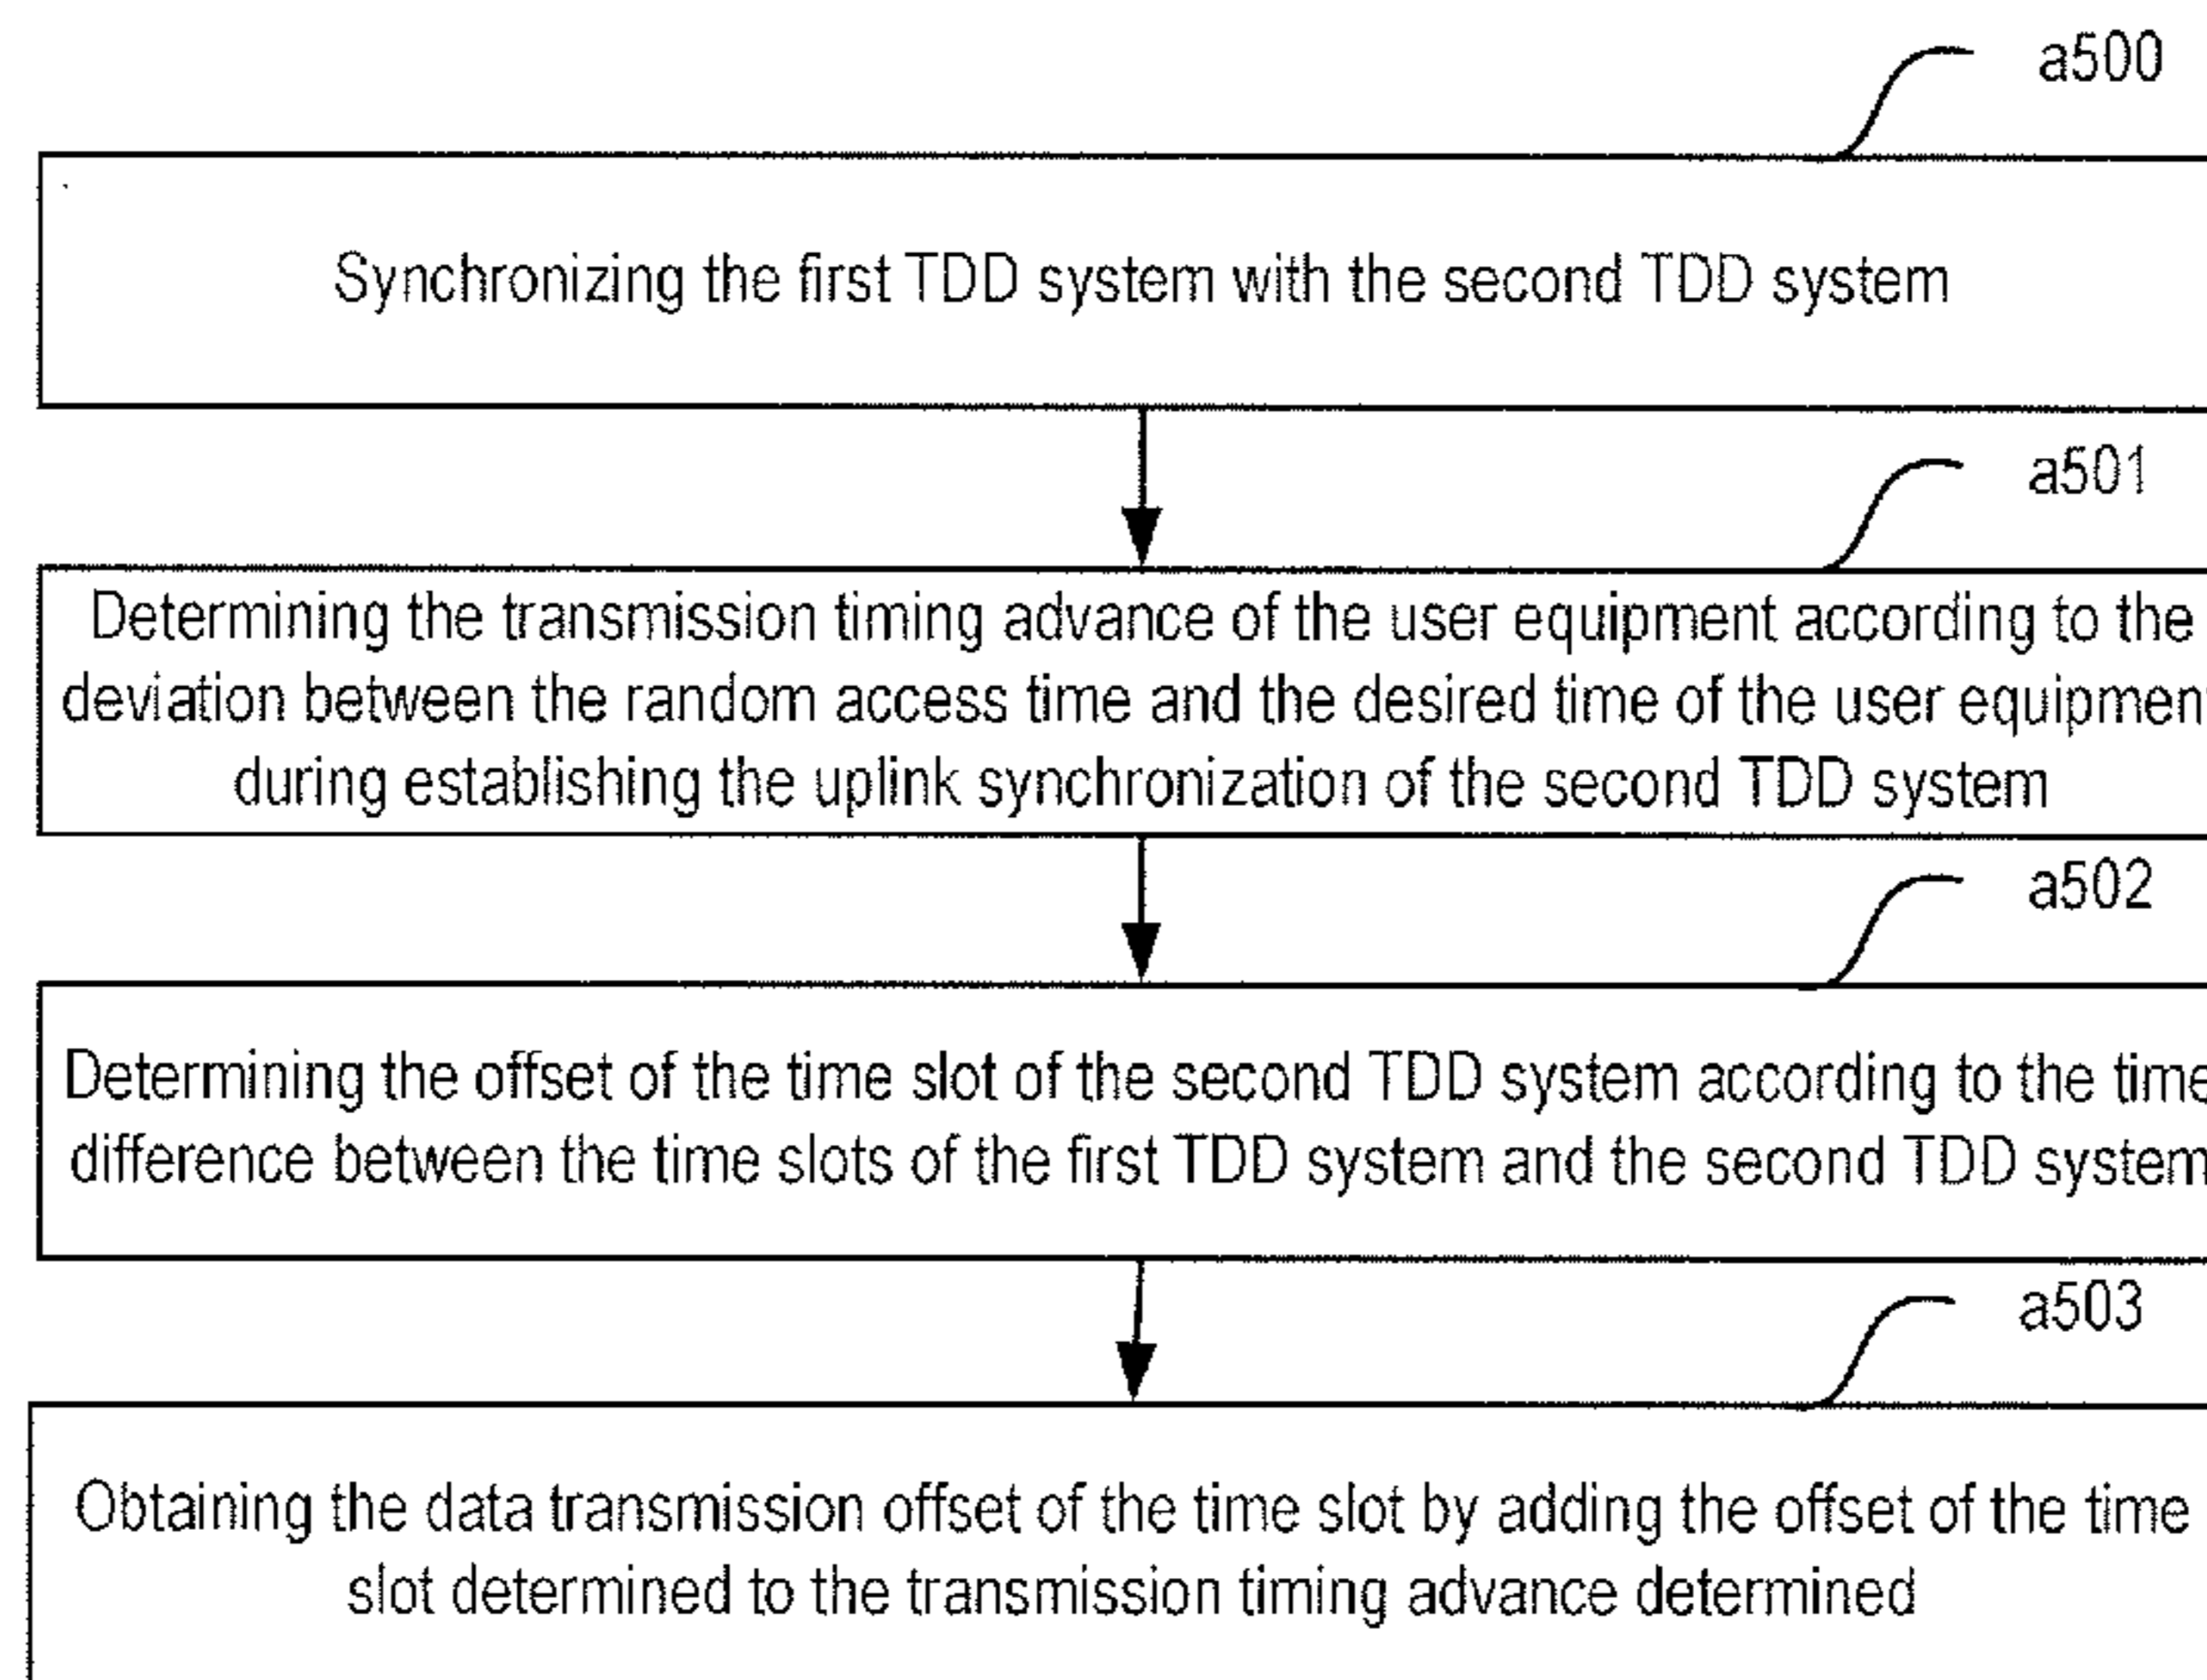 a500
Synchronizing the first TDD system with the second TDD system
a501
Determining the transmission timing advance of the user equipment according to the
deviation between the random access time and the desired time of the user equipment
during establishing the uplink synchronization of the second TDD system
a502
Determining the offset of the time slot of the second TDD system according to the time
difference between the time slots of the first TDD system and the second TDD system
a503
Obtaining the data transmission offset of the time slot by adding the offset of the time
slot determined to the transmission timing advance determined